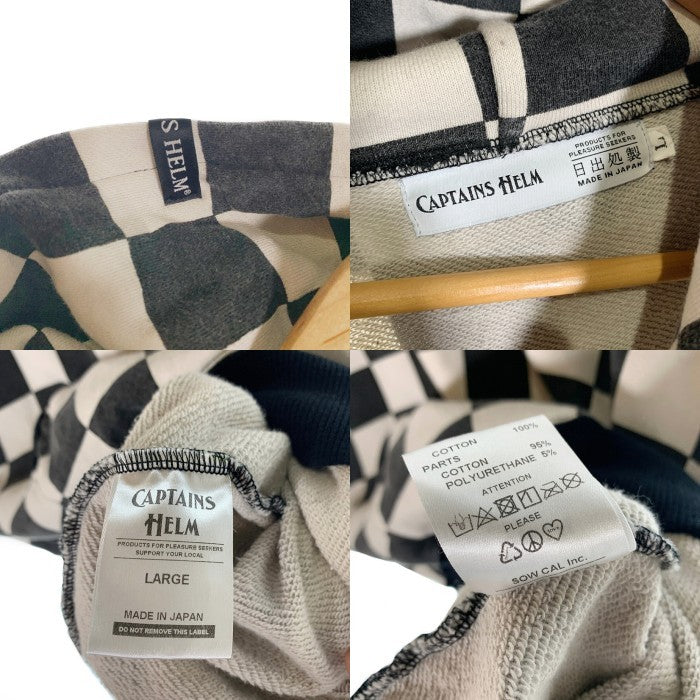 S HELM®
CAPTAINS HELM
PRODUCTS FOR
PLEASURE SEEKERS
日出処製
MADE IN JAPAN
L
CAPTAINS
HELM
PRODUCTS FOR PLEASURE SEEKERS
SUPPORT YOUR LOCAL
LARGE
MADE IN JAPAN
DO NOT REMOVE THIS LABEL
COTTON 100%
PARTS
COTTON 95%
POLYURETHANE 5%
ATTENTION
PLEASE
SOW CAL Inc.